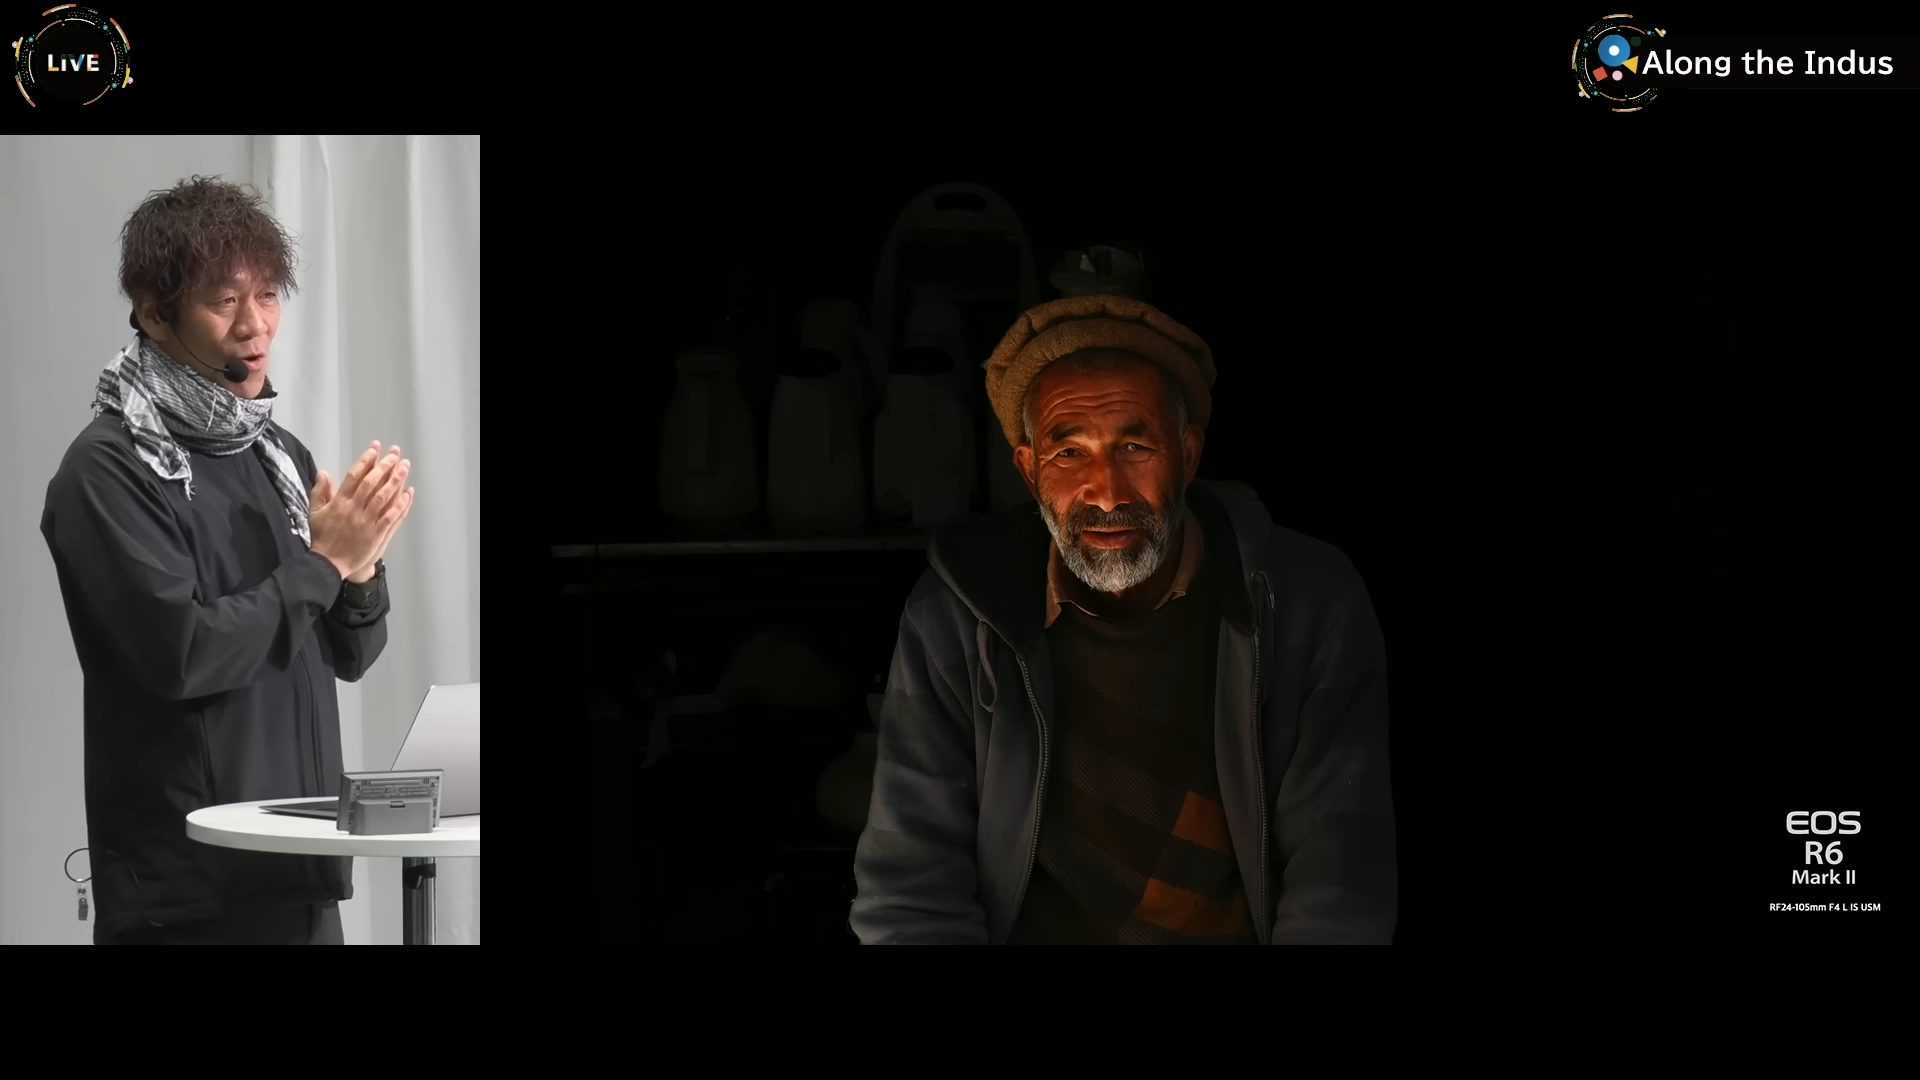 LiVE
Along the Indus
EOS
R6
Mark II
RF24-105mm F4 L IS USM